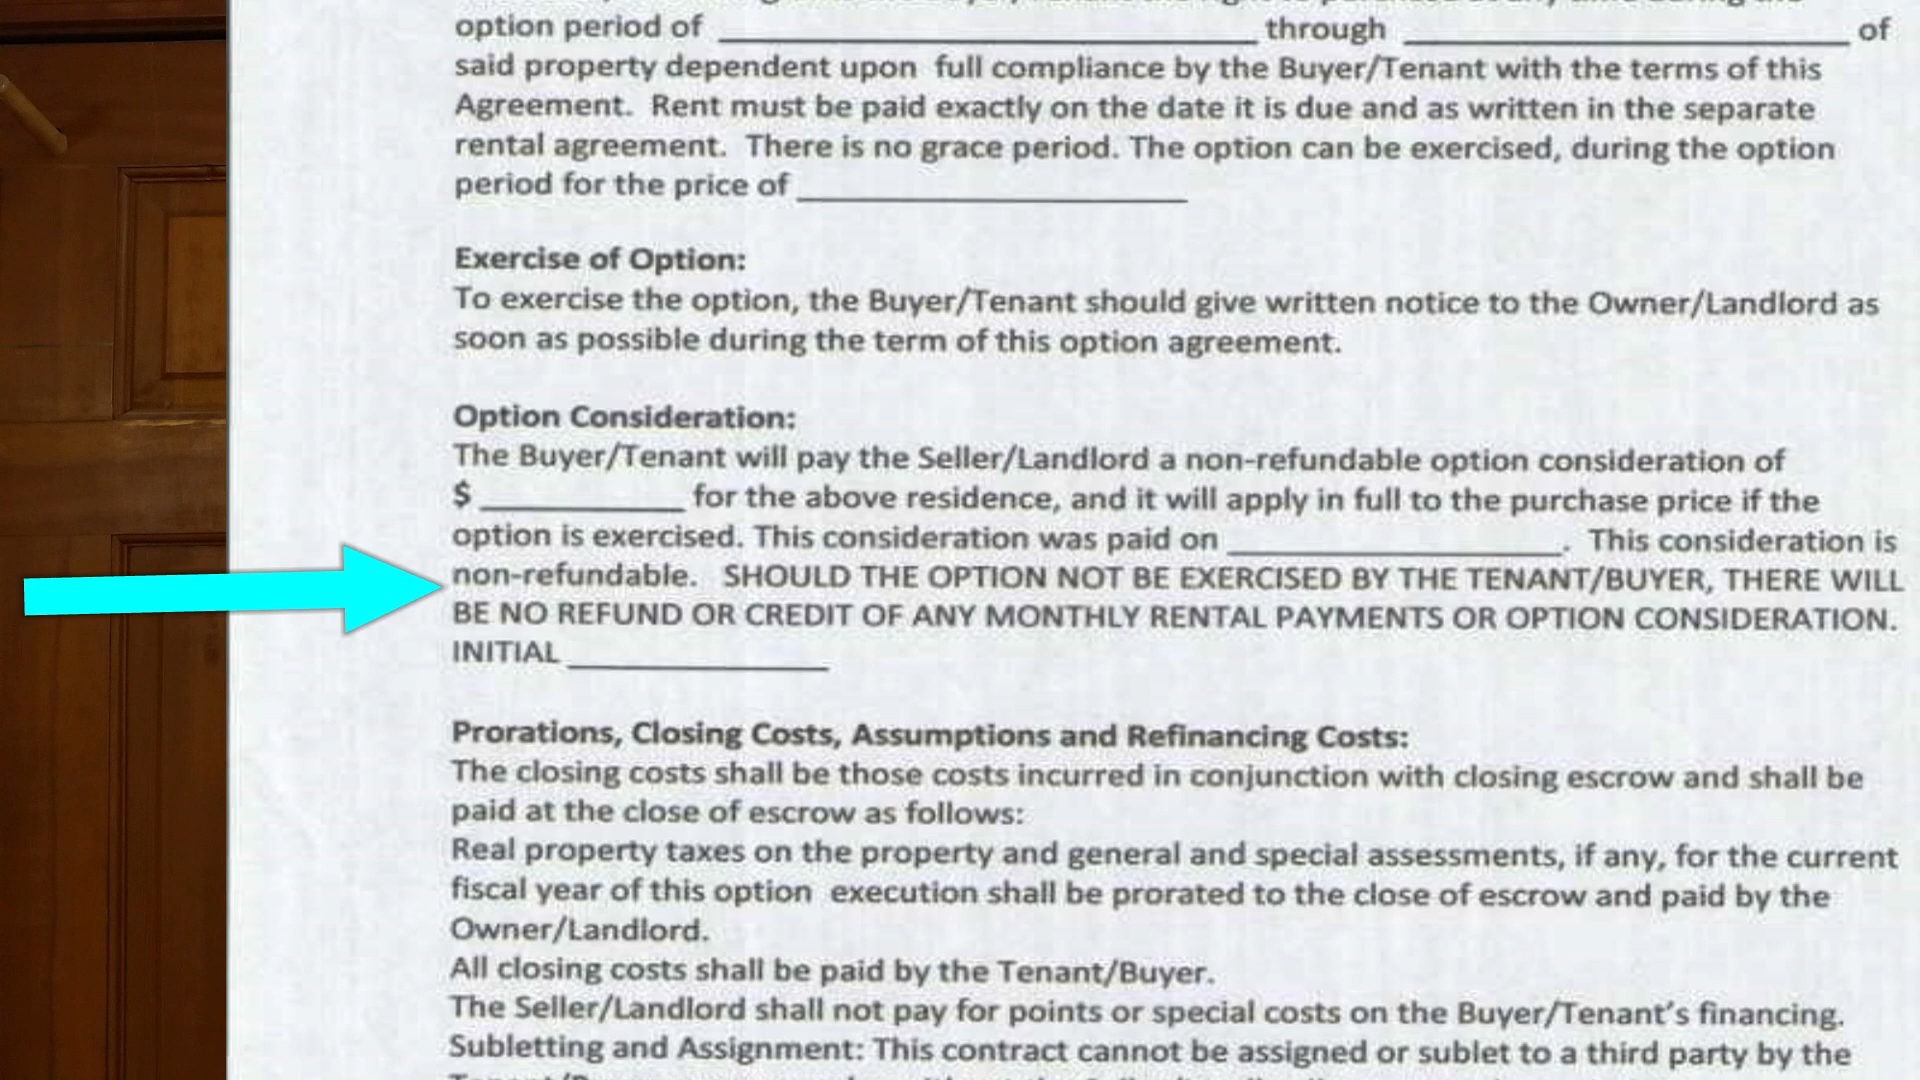 option period of ______ through ______ of
said property dependent upon full compliance by the Buyer/Tenant with the terms of this
Agreement. Rent must be paid exactly on the date it is due and as written in the separate
rental agreement. There is no grace period. The option can be exercised, during the option
period for the price of ______
Exercise of Option:
To exercise the option, the Buyer/Tenant should give written notice to the Owner/Landlord as
soon as possible during the term of this option agreement.
Option Consideration:
The Buyer/Tenant will pay the Seller/Landlord a non-refundable option consideration of
$ ______ for the above residence, and it will apply in full to the purchase price if the
option is exercised. This consideration was paid on ______. This consideration is
non-refundable. SHOULD THE OPTION NOT BE EXERCISED BY THE TENANT/BUYER, THERE WILL
BE NO REFUND OR CREDIT OF ANY MONTHLY RENTAL PAYMENTS OR OPTION CONSIDERATION.
INITIAL ______
Prorations, Closing Costs, Assumptions and Refinancing Costs:
The closing costs shall be those costs incurred in conjunction with closing escrow and shall be
paid at the close of escrow as follows:
Real property taxes on the property and general and special assessments, if any, for the current
fiscal year of this option execution shall be prorated to the close of escrow and paid by the
Owner/Landlord.
All closing costs shall be paid by the Tenant/Buyer.
The Seller/Landlord shall not pay for points or special costs on the Buyer/Tenant's financing.
Subletting and Assignment: This contract cannot be assigned or sublet to a third party by the